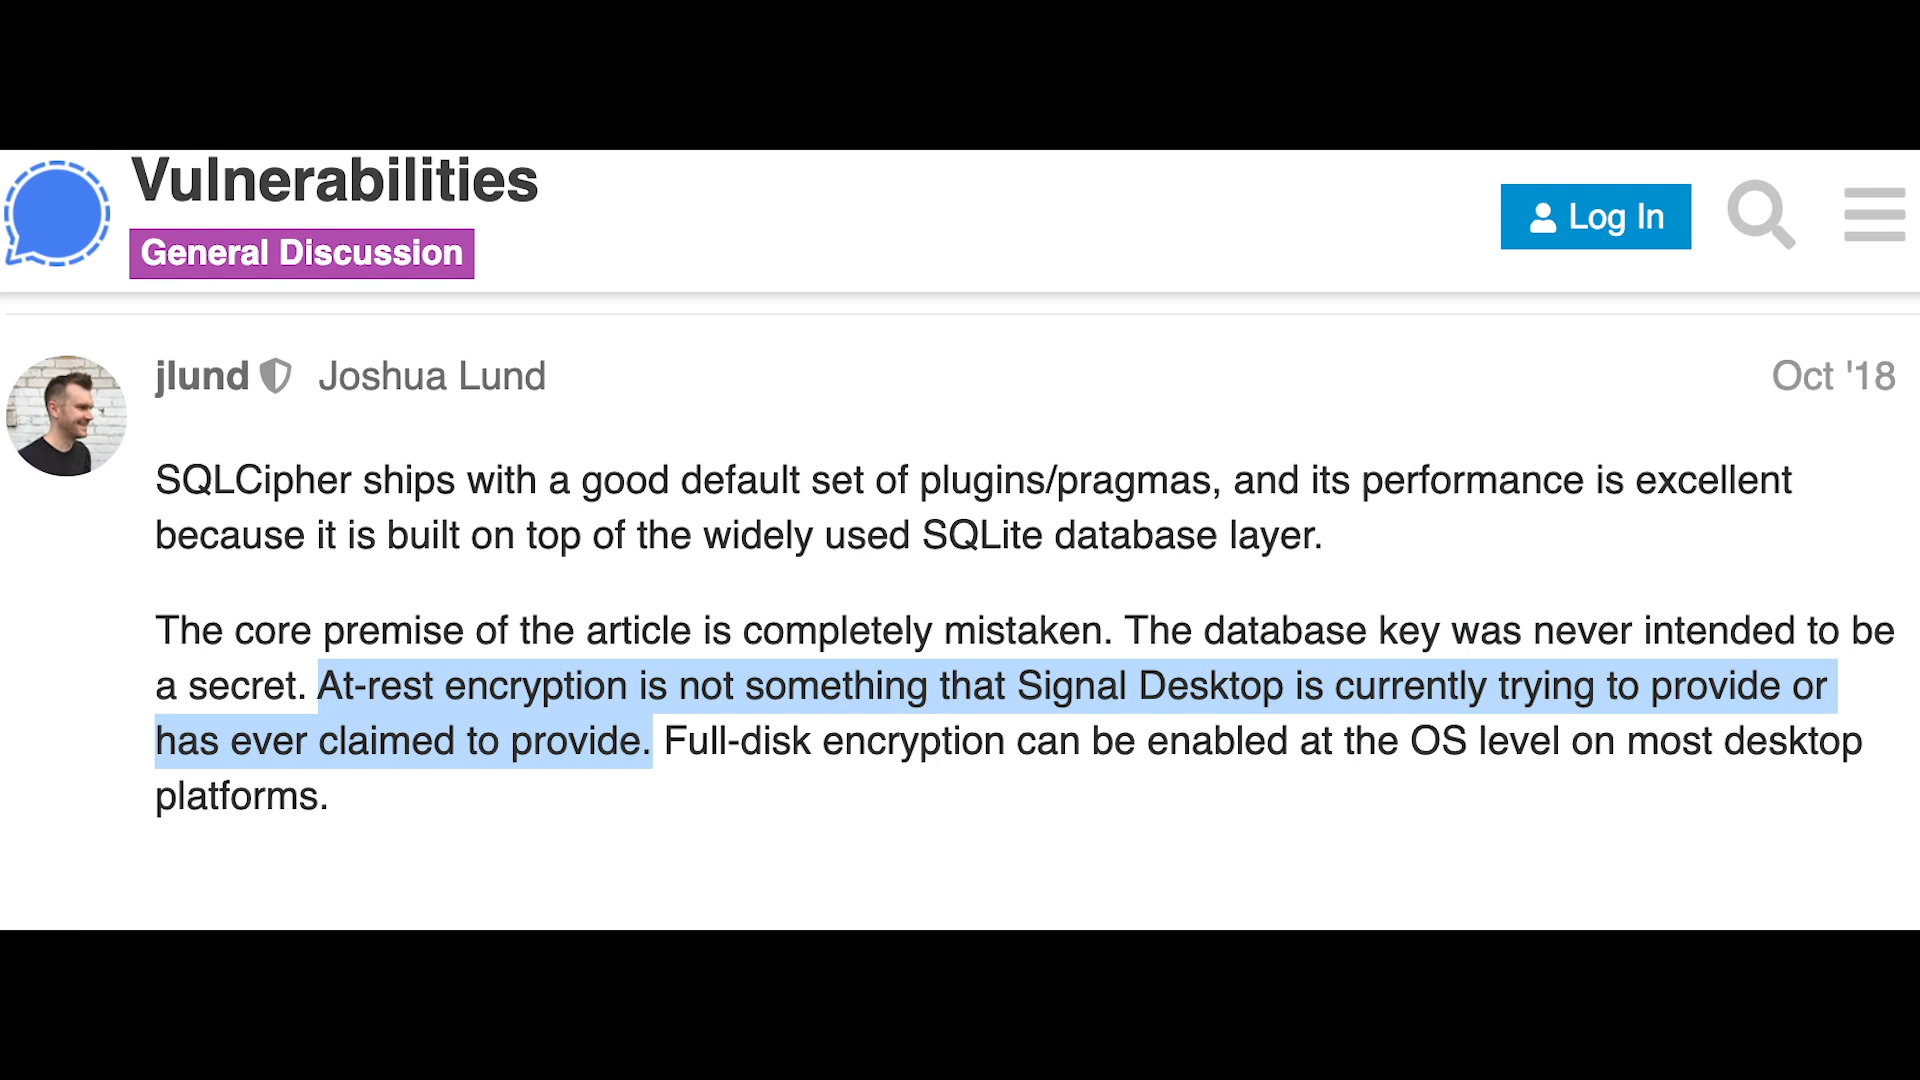 Vulnerabilities
General Discussion
Log In
jlund Joshua Lund
Oct '18
SQLCipher ships with a good default set of plugins/pragmas, and its performance is excellent
because it is built on top of the widely used SQLite database layer.
The core premise of the article is completely mistaken. The database key was never intended to be
a secret. At-rest encryption is not something that Signal Desktop is currently trying to provide or
has ever claimed to provide. Full-disk encryption can be enabled at the OS level on most desktop
platforms.